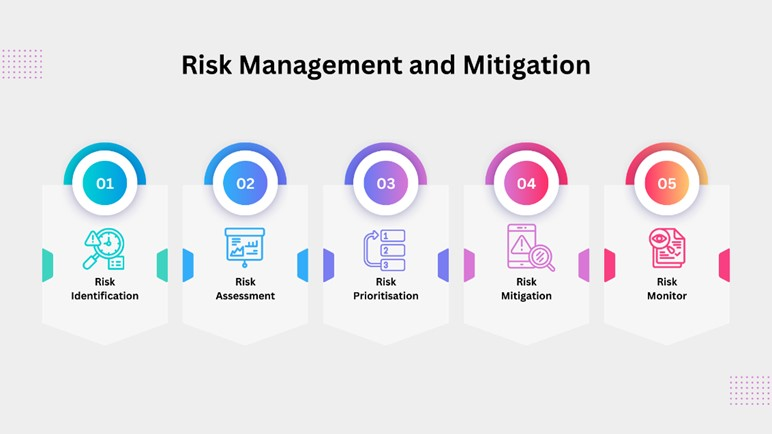 Risk Management and Mitigation
01
02
03
04
05
1
2
3
Risk
Identification
Risk
Assessment
Risk
Prioritisation
Risk
Mitigation
Risk
Monitor